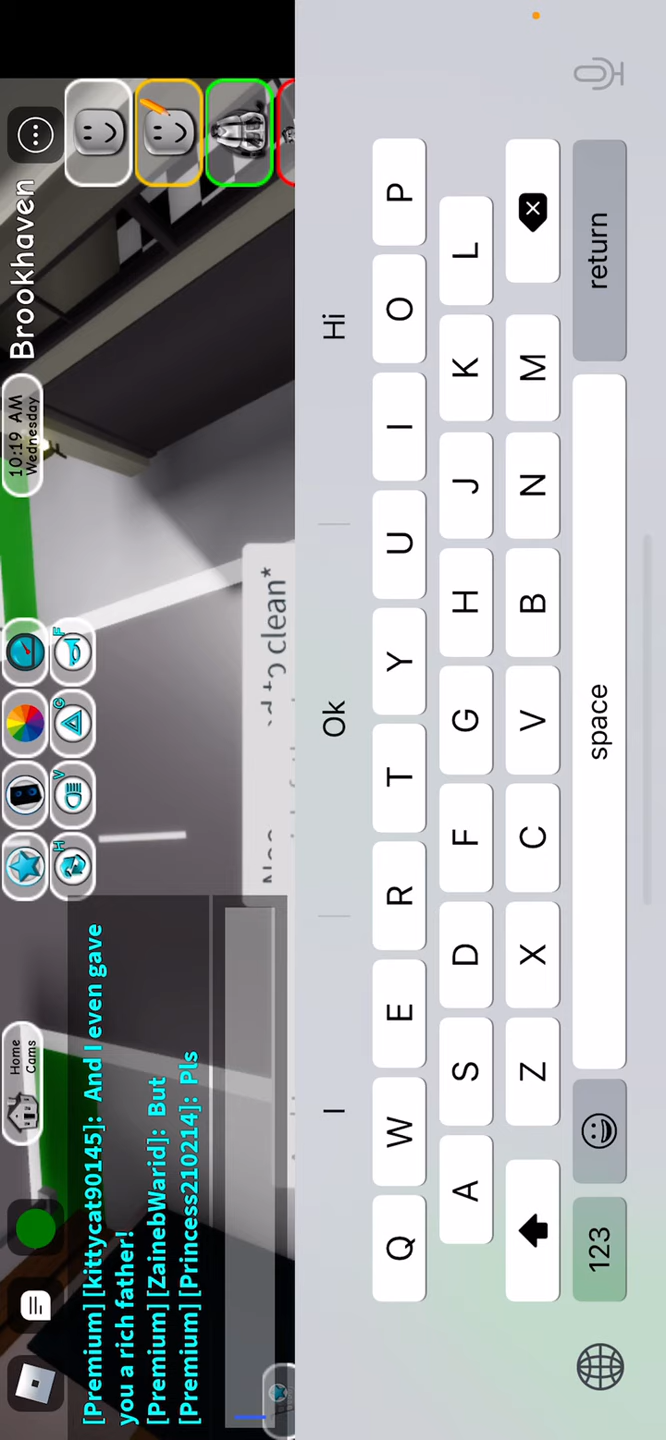 Brookhaven
10:19 AM
Wednesday
Home
Cams
F
G
V
H
[Premium] [kittycat90145]: And I even gave
you a rich father!
[Premium] [ZainebWarid]: But
[Premium] [Princess210214]: Pls
to clean*
I
Ok
Hi
Q W E R T Y U I O P
A S D F G H J K L
Z X C V B N M
123
space
return